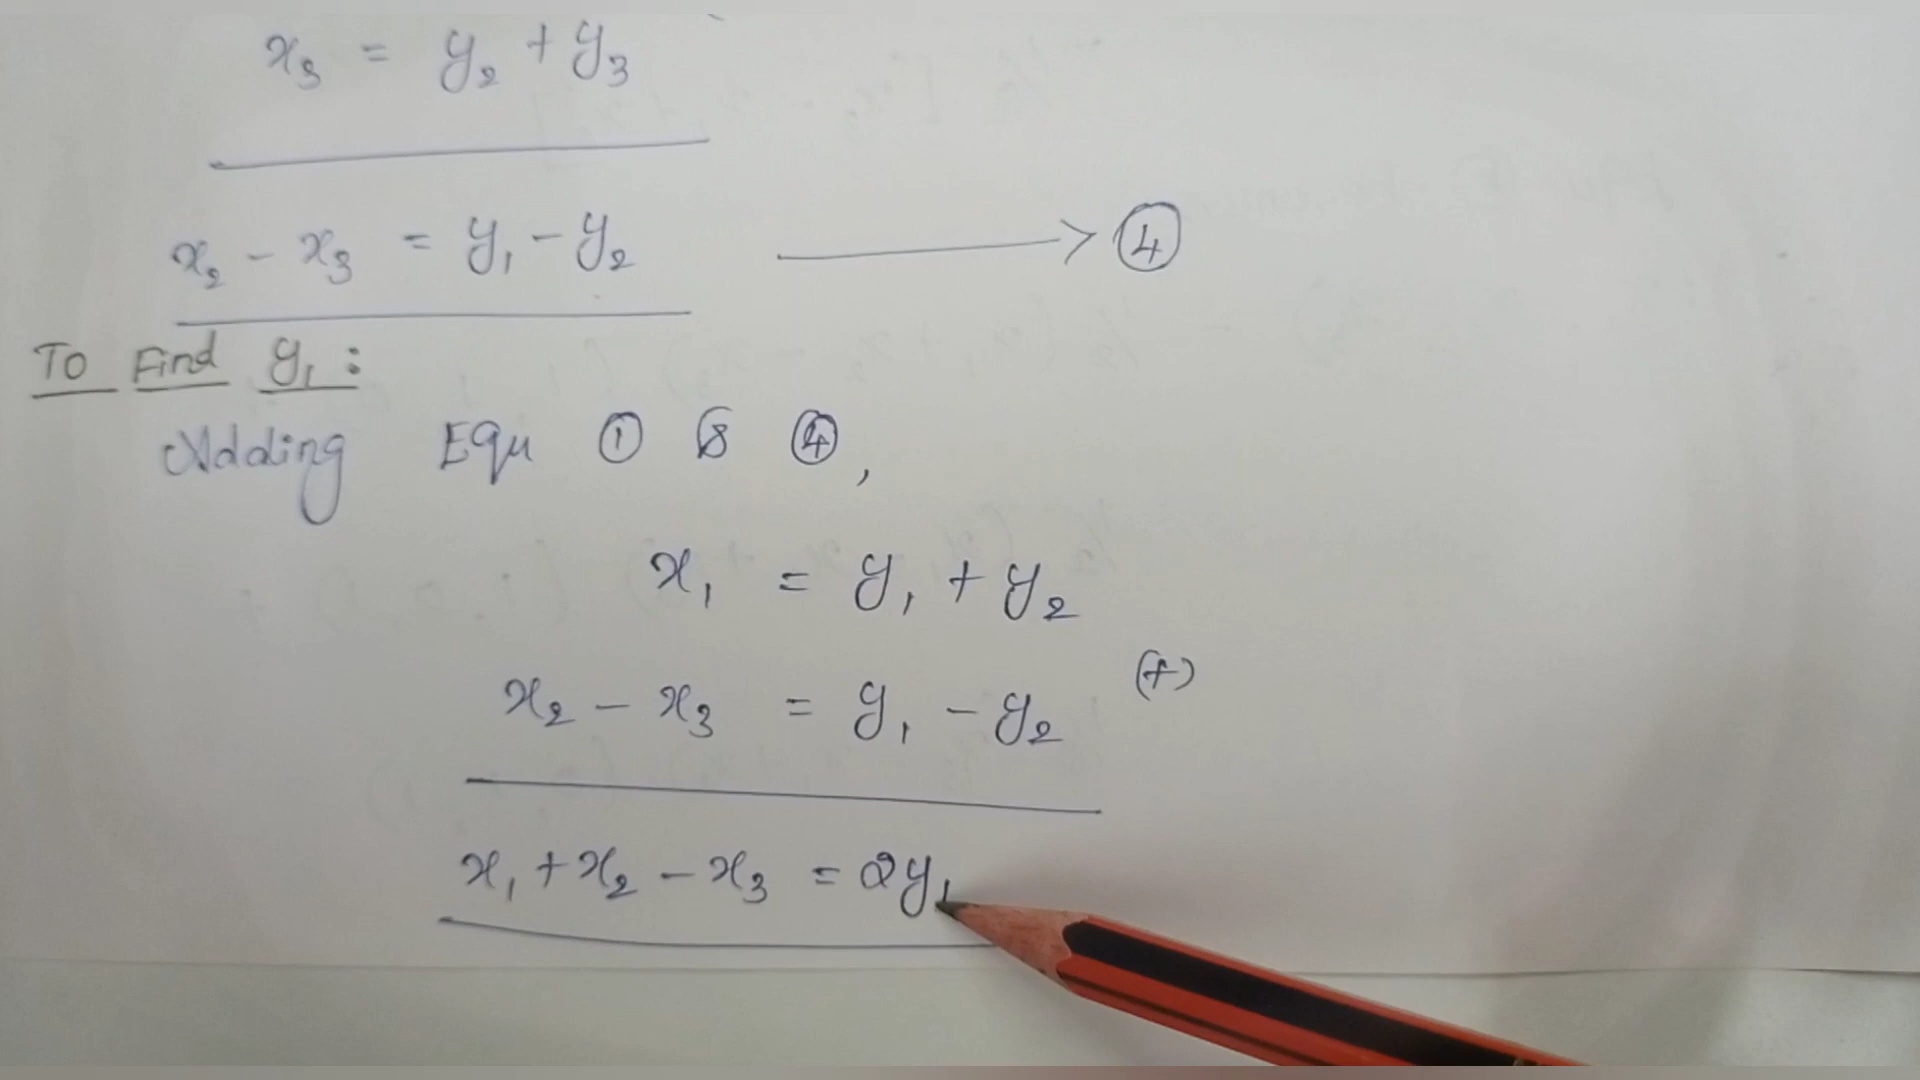 x₃ = y₂ + y₃
x₂ - x₃ = y₁ - y₂ ⟶ ④
To Find y₁ :
Adding Equ ① & ④,
x₁ = y₁ + y₂
(+)
x₂ - x₃ = y₁ - y₂
x₁ + x₂ - x₃ = 2y₁